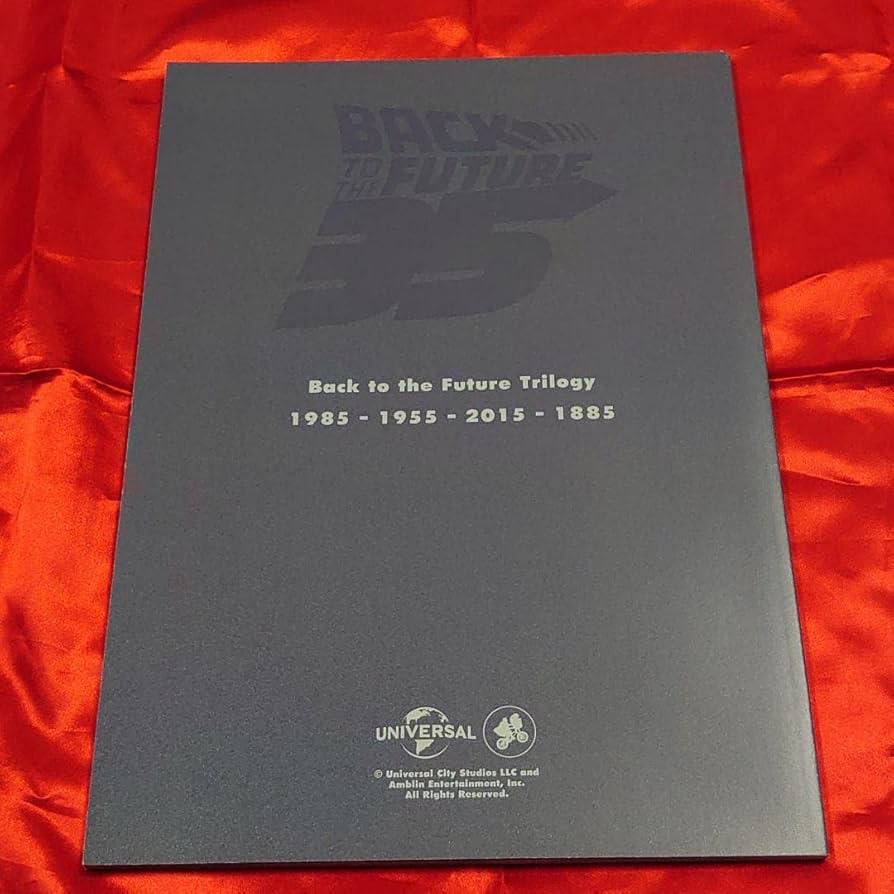 BACK
TO THE FUTURE
35
Back to the Future Trilogy
1985 - 1955 - 2015 - 1885
UNIVERSAL
© Universal City Studios LLC and
Amblin Entertainment, Inc.
All Rights Reserved.